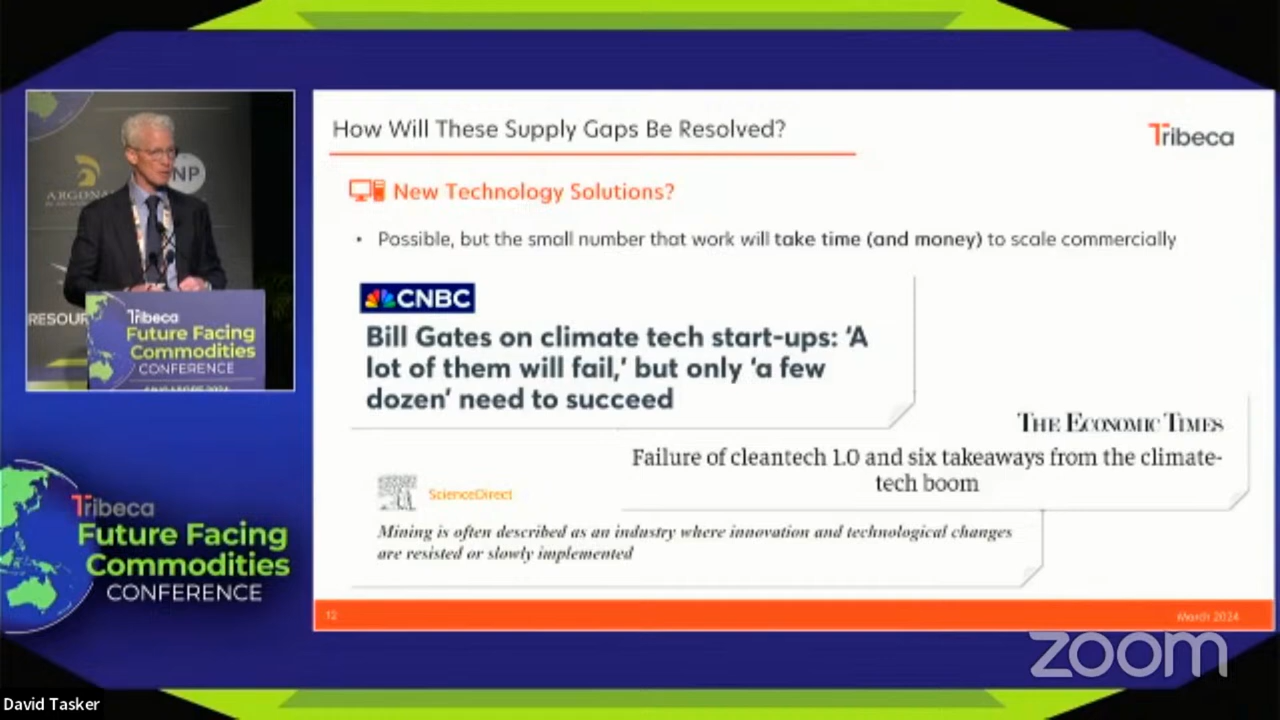 How Will These Supply Gaps Be Resolved?
Tribeca
New Technology Solutions?
• Possible, but the small number that work will take time (and money) to scale commercially
CNBC
Bill Gates on climate tech start-ups: ‘A
lot of them will fail,’ but only ‘a few
dozen’ need to succeed
THE ECONOMIC TIMES
Failure of cleantech 1.0 and six takeaways from the climate-
tech boom
ScienceDirect
Mining is often described as an industry where innovation and technological changes
are resisted or slowly implemented
12
March 2024
NP
Tribeca
Future Facing
Commodities
CONFERENCE
SINGAPORE 2024
Tribeca
Future Facing
Commodities
CONFERENCE
zoom
David Tasker